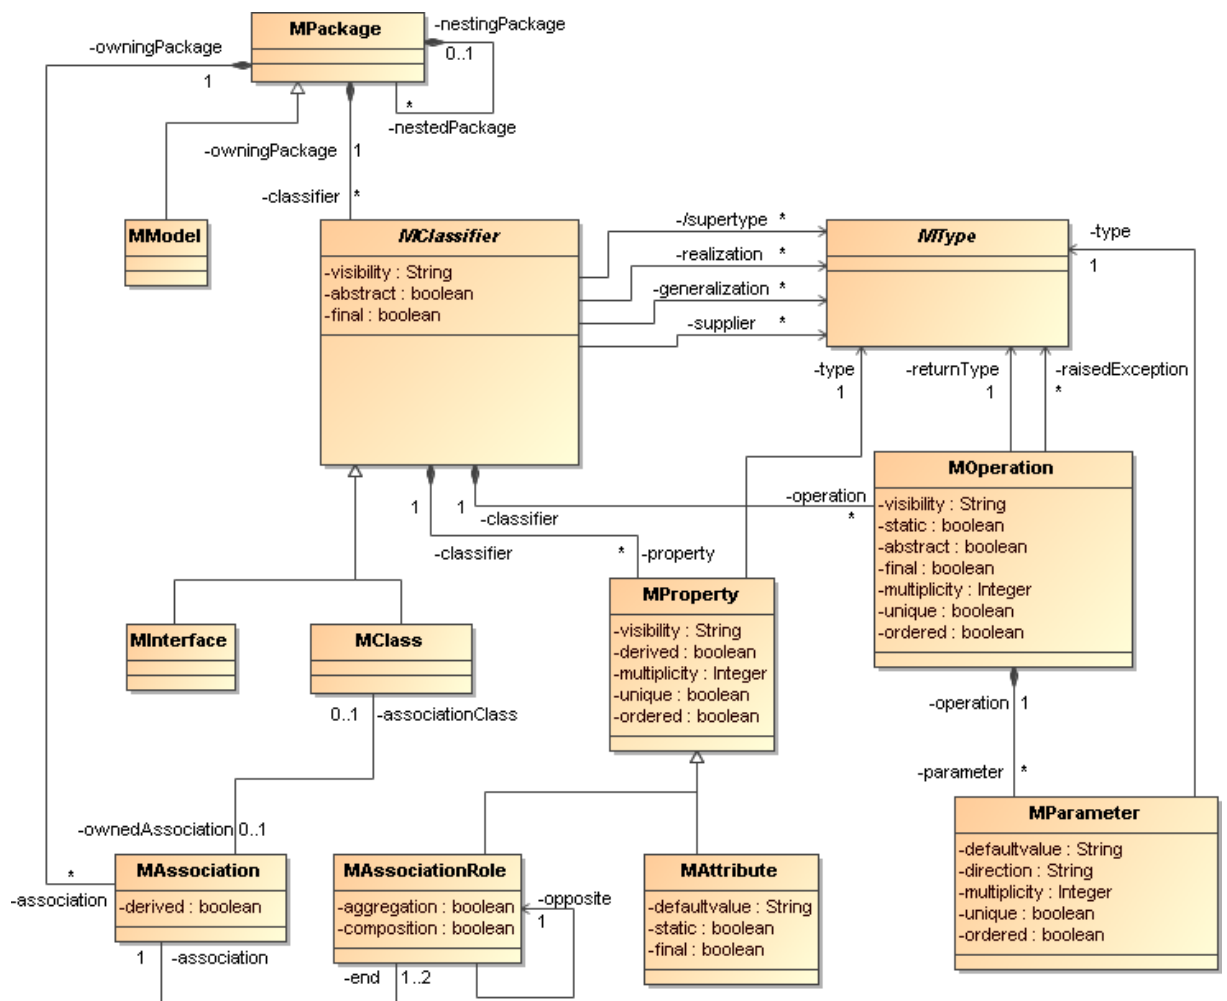 MPackage
-nestingPackage
0..1
-owningPackage
1
*
-nestedPackage
-owningPackage
1
-classifier
*
MModel
MClassifier
-visibility : String
-abstract : boolean
-final : boolean
-/supertype
*
-realization
*
-generalization
*
-supplier
*
MType
-type
1
-type
1
-returnType
1
-raisedException
*
MOperation
-visibility : String
-static : boolean
-abstract : boolean
-final : boolean
-multiplicity : Integer
-unique : boolean
-ordered : boolean
-operation
*
1
1
-classifier
-classifier
*
-property
MProperty
-visibility : String
-derived : boolean
-multiplicity : Integer
-unique : boolean
-ordered : boolean
MInterface
MClass
0..1
-associationClass
-operation
1
-parameter
*
MParameter
-defaultvalue : String
-direction : String
-multiplicity : Integer
-unique : boolean
-ordered : boolean
-ownedAssociation
0..1
MAssociation
-derived : boolean
*
-association
1
-association
MAssociationRole
-aggregation : boolean
-composition : boolean
-opposite
1
-end
1..2
MAttribute
-defaultvalue : String
-static : boolean
-final : boolean